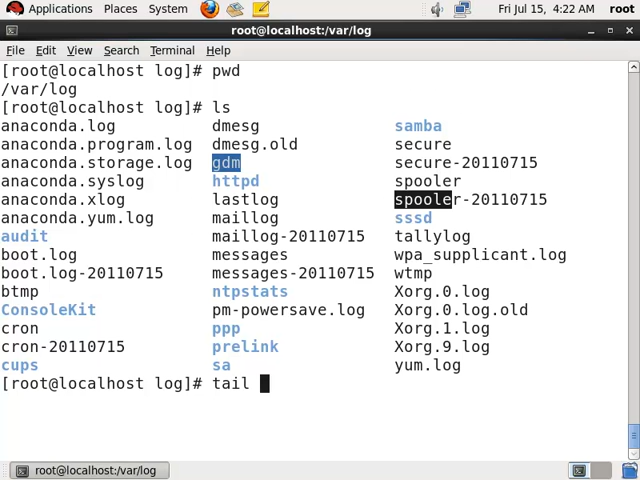 Applications Places System Fri Jul 15, 4:22 AM root
root@localhost:/var/log
File Edit View Search Terminal Help
[root@localhost log]# pwd
/var/log
[root@localhost log]# ls
anaconda.log dmesg samba
anaconda.program.log dmesg.old secure
anaconda.storage.log gdm secure-20110715
anaconda.syslog httpd spooler
anaconda.xlog lastlog spooler-20110715
anaconda.yum.log maillog sssd
audit maillog-20110715 tallylog
boot.log messages wpa_supplicant.log
boot.log-20110715 messages-20110715 wtmp
btmp ntpstats Xorg.0.log
ConsoleKit pm-powersave.log Xorg.0.log.old
cron ppp Xorg.1.log
cron-20110715 prelink Xorg.9.log
cups sa yum.log
[root@localhost log]# tail
root@localhost:/var/log